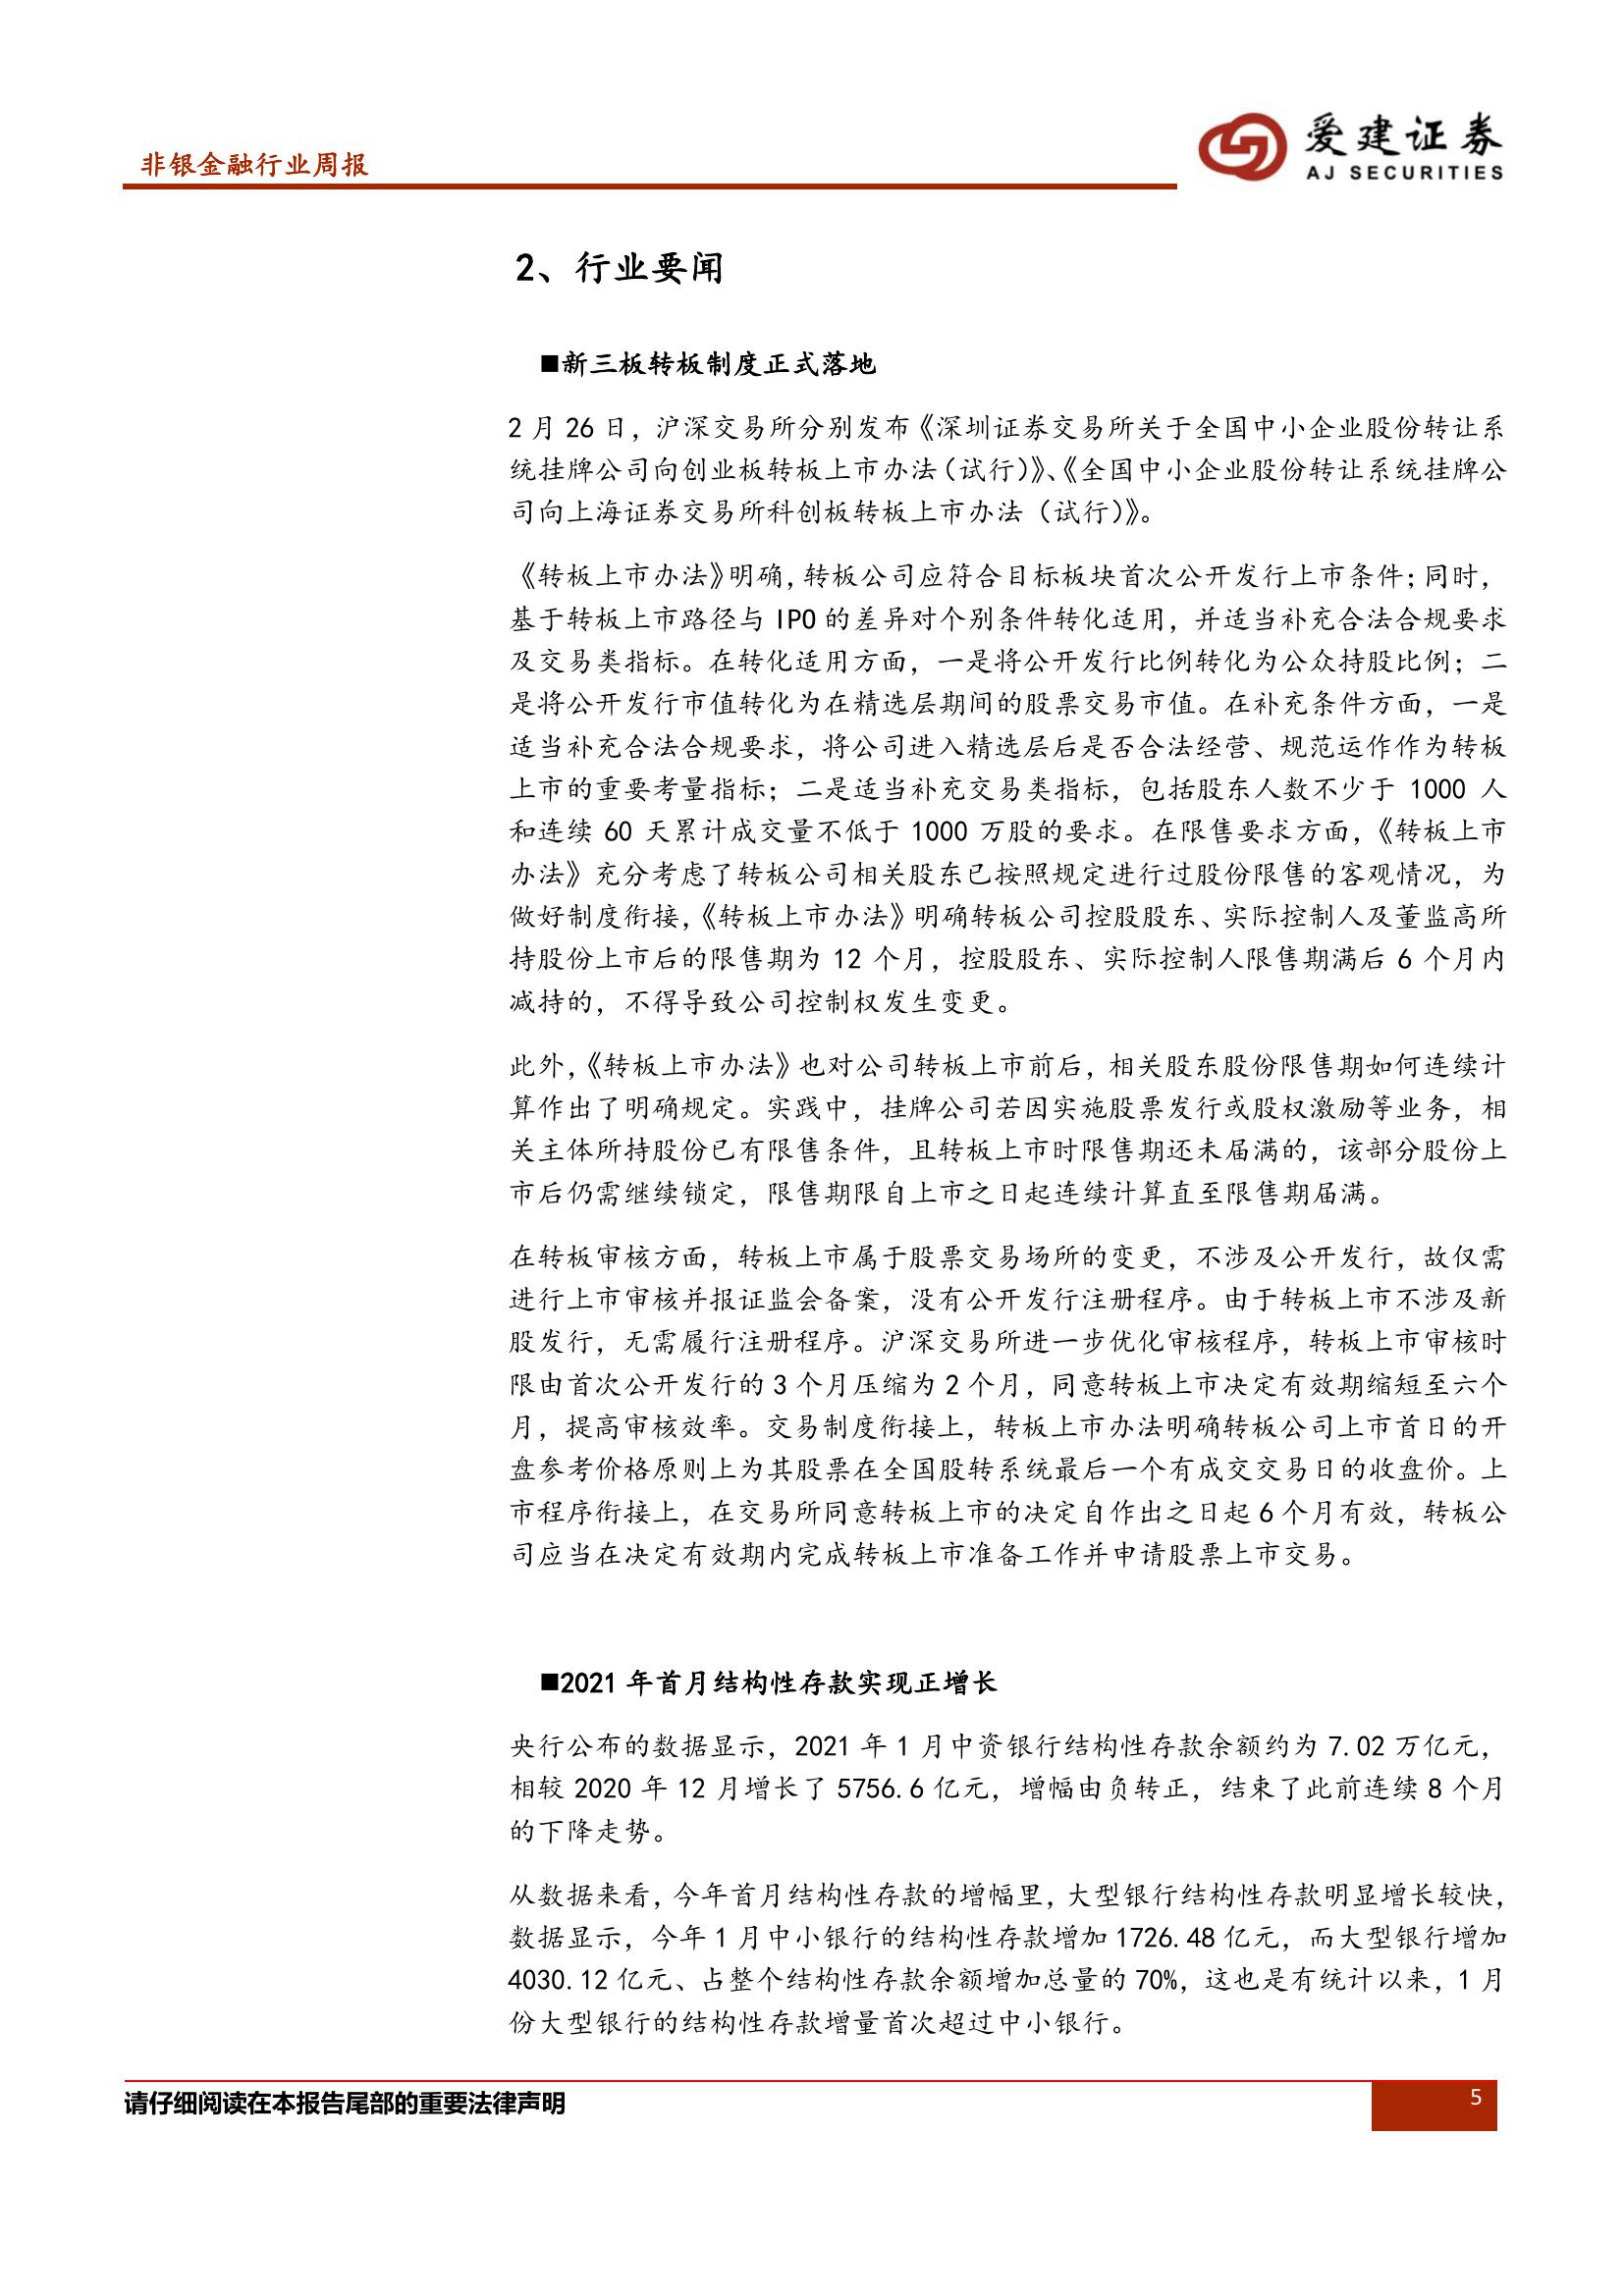 非银金融行业周报
爱建证券
AJ SECURITIES
2、行业要闻
■新三板转板制度正式落地
2 月 26 日，沪深交易所分别发布《深圳证券交易所关于全国中小企业股份转让系
统挂牌公司向创业板转板上市办法（试行）》、《全国中小企业股份转让系统挂牌公
司向上海证券交易所科创板转板上市办法（试行）》。
《转板上市办法》明确，转板公司应符合目标板块首次公开发行上市条件；同时，
基于转板上市路径与 IPO 的差异对个别条件转化适用，并适当补充合法合规要求
及交易类指标。在转化适用方面，一是将公开发行比例转化为公众持股比例；二
是将公开发行市值转化为在精选层期间的股票交易市值。在补充条件方面，一是
适当补充合法合规要求，将公司进入精选层后是否合法经营、规范运作作为转板
上市的重要考量指标；二是适当补充交易类指标，包括股东人数不少于 1000 人
和连续 60 天累计成交量不低于 1000 万股的要求。在限售要求方面，《转板上市
办法》充分考虑了转板公司相关股东已按照规定进行过股份限售的客观情况，为
做好制度衔接，《转板上市办法》明确转板公司控股股东、实际控制人及董监高所
持股份上市后的限售期为 12 个月，控股股东、实际控制人限售期满后 6 个月内
减持的，不得导致公司控制权发生变更。
此外，《转板上市办法》也对公司转板上市前后，相关股东股份限售期如何连续计
算作出了明确规定。实践中，挂牌公司若因实施股票发行或股权激励等业务，相
关主体所持股份已有限售条件，且转板上市时限售期还未届满的，该部分股份上
市后仍需继续锁定，限售期限自上市之日起连续计算直至限售期届满。
在转板审核方面，转板上市属于股票交易场所的变更，不涉及公开发行，故仅需
进行上市审核并报证监会备案，没有公开发行注册程序。由于转板上市不涉及新
股发行，无需履行注册程序。沪深交易所进一步优化审核程序，转板上市审核时
限由首次公开发行的 3 个月压缩为 2 个月，同意转板上市决定有效期缩短至六个
月，提高审核效率。交易制度衔接上，转板上市办法明确转板公司上市首日的开
盘参考价格原则上为其股票在全国股转系统最后一个有成交交易日的收盘价。上
市程序衔接上，在交易所同意转板上市的决定自作出之日起 6 个月有效，转板公
司应当在决定有效期内完成转板上市准备工作并申请股票上市交易。
■2021 年首月结构性存款实现正增长
央行公布的数据显示，2021 年 1 月中资银行结构性存款余额约为 7.02 万亿元，
相较 2020 年 12 月增长了 5756.6 亿元，增幅由负转正，结束了此前连续 8 个月
的下降走势。
从数据来看，今年首月结构性存款的增幅里，大型银行结构性存款明显增长较快，
数据显示，今年 1 月中小银行的结构性存款增加 1726.48 亿元，而大型银行增加
4030.12 亿元、占整个结构性存款余额增加总量的 70%，这也是有统计以来，1 月
份大型银行的结构性存款增量首次超过中小银行。
请仔细阅读在本报告尾部的重要法律声明
5